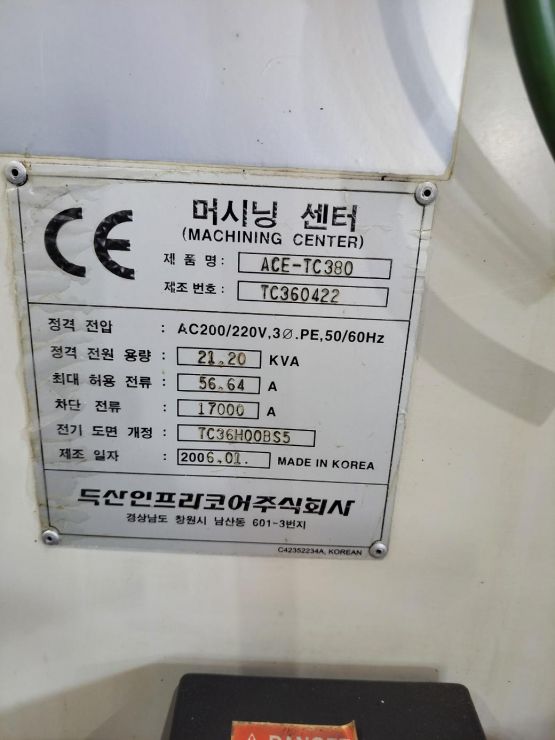 CE
머시닝 센터
(MACHINING CENTER)
제 품 명: ACE-TC380
제조 번호: TC360422
정격 전압 : AC200/220V,3Ø.PE,50/60Hz
정격 전원 용량: 21.20 KVA
최대 허용 전류 : 56.64 A
차단 전류 : 17000 A
전기 도면 개정 : TC36H00BS5
제조 일자 : 2006.01. MADE IN KOREA
두산인프라코어주식회사
경상남도 창원시 남산동 601-3번지
C42352234A, KOREAN
DANGER